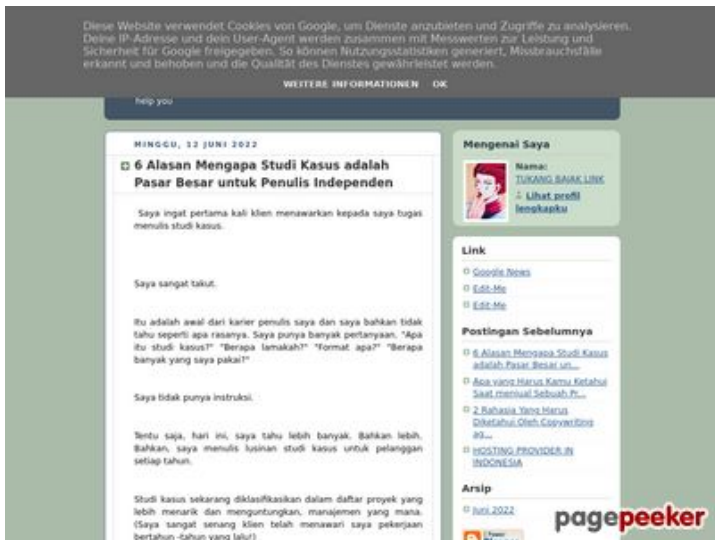 Diese Website verwendet Cookies von Google, um Dienste anzubieten und Zugriffe zu analysieren.
Deine IP-Adresse und dein User-Agent werden zusammen mit Messwerten zur Leistung und
Sicherheit für Google freigegeben. So können Nutzungsstatistiken generiert, Missbrauchsfälle
erkannt und behoben und die Qualität des Dienstes gewährleistet werden.
WEITERE INFORMATIONEN OK
help you
MINGGU, 12 JUNI 2022
6 Alasan Mengapa Studi Kasus adalah
Pasar Besar untuk Penulis Independen
Saya ingat pertama kali klien menawarkan kepada saya tugas
menulis studi kasus.
Saya sangat takut.
Itu adalah awal dari karier penulis saya dan saya bahkan tidak
tahu seperti apa rasanya. Saya punya banyak pertanyaan. "Apa
itu studi kasus?" "Berapa lamakah?" "Format apa?" "Berapa
banyak yang saya pakai?"
Saya tidak punya instruksi.
Tentu saja, hari ini, saya tahu lebih banyak. Bahkan lebih.
Bahkan, saya menulis lusinan studi kasus untuk pelanggan
setiap tahun.
Studi kasus sekarang diklasifikasikan dalam daftar proyek yang
lebih menarik dan menguntungkan, manajemen yang mana.
(Saya sangat senang klien telah menawari saya pekerjaan
bertahun -tahun yang lalu!)
Mengenai Saya
Nama:
TUKANG BAJAK LINK
Lihat profil
lengkapku
Link
Google News
Edit-Me
Edit-Me
Postingan Sebelumnya
6 Alasan Mengapa Studi Kasus
adalah Pasar Besar un...
Apa yang Harus Kamu Ketahui
Saat menjual Sebuah Pr...
2 Rahasia Yang Harus
Diketahui Oleh Copywriting
ag...
HOSTING PROVIDER IN
INDONESIA
Arsip
Juni 2022
pagepeeker